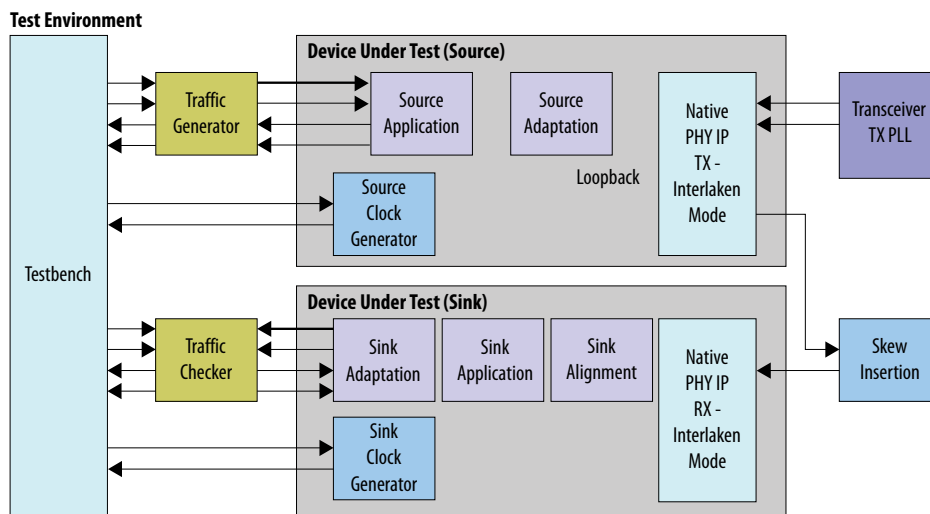 Test Environment
Device Under Test (Source)
Testbench
Traffic
Generator
Source
Application
Source
Adaptation
Native
PHY IP
TX -
Interlaken
Mode
Transceiver
TX PLL
Loopback
Source
Clock
Generator
Device Under Test (Sink)
Traffic
Checker
Sink
Adaptation
Sink
Application
Sink
Alignment
Native
PHY IP
RX -
Interlaken
Mode
Skew
Insertion
Sink
Clock
Generator